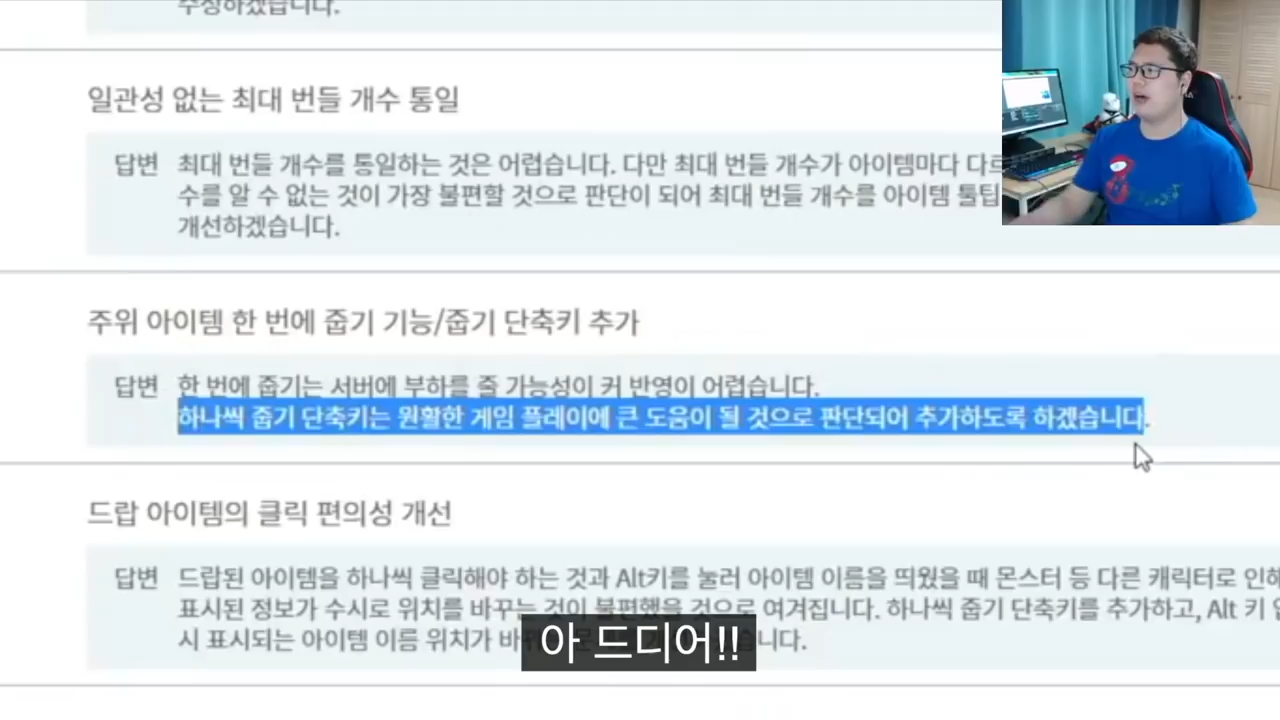 수정하겠습니다.
일관성 없는 최대 번들 개수 통일
답변 최대 번들 개수를 통일하는 것은 어렵습니다. 다만 최대 번들 개수가 아이템마다
수를 알 수 없는 것이 가장 불편할 것으로 판단이 되어 최대 번들 개수를 아이템 툴팁
개선하겠습니다.
주위 아이템 한 번에 줍기 기능/줍기 단축키 추가
답변 한 번에 줍기는 서버에 부하를 줄 가능성이 커 반영이 어렵습니다.
하나씩 줍기 단축키는 원활한 게임 플레이에 큰 도움이 될 것으로 판단되어 추가하도록 하겠습니다.
드랍 아이템의 클릭 편의성 개선
답변 드랍된 아이템을 하나씩 클릭해야 하는 것과 Alt키를 눌러 아이템 이름을 띄웠을 때 몬스터 등 다른 캐릭터로 인해
표시된 정보가 수시로 위치를 바꾸는 것이 불편했을 것으로 여겨집니다. 하나씩 줍기 단축키를 추가하고, Alt 키
시 표시되는 아이템 이름 위치가
아 드디어!!